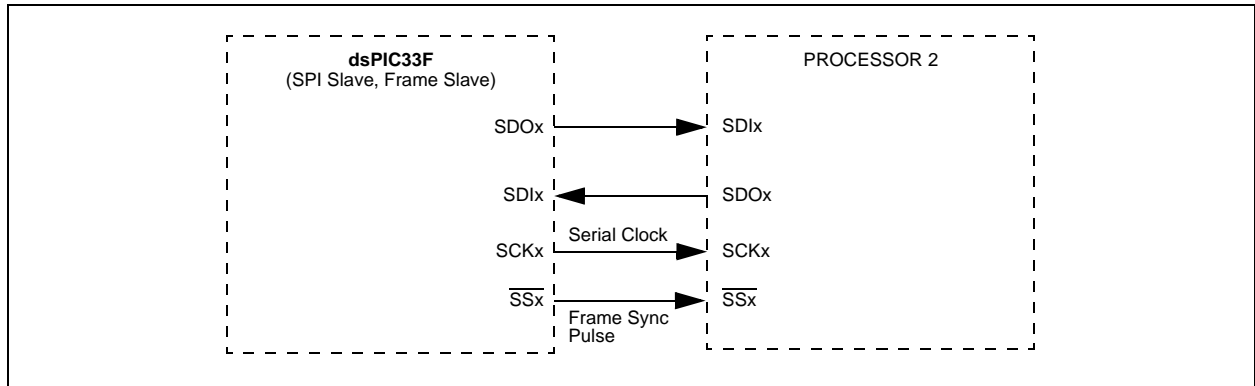 dsPIC33F
(SPI Slave, Frame Slave)
PROCESSOR 2
SDOx
SDIx
SDIx
SDOx
SCKx
Serial Clock
SCKx
SSx
Frame Sync
Pulse
SSx